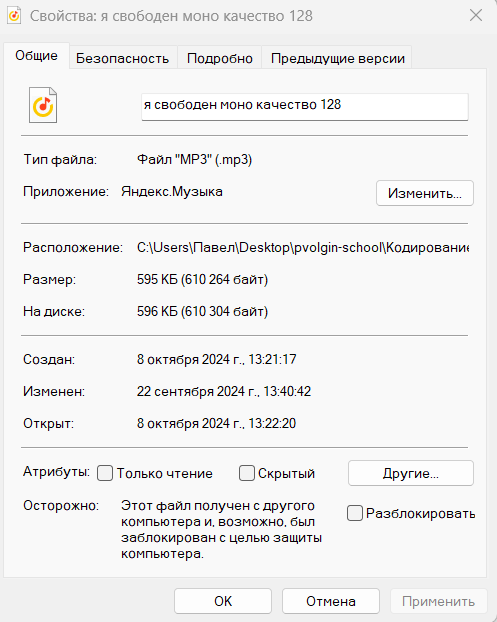 Свойства: я свободен моно качество 128
Общие Безопасность Подробно Предыдущие версии
я свободен моно качество 128
Тип файла: Файл "MP3" (.mp3)
Приложение: Яндекс.Музыка Изменить...
Расположение: C:\Users\Павел\Desktop\pvolgin-school\Кодирование
Размер: 595 КБ (610 264 байт)
На диске: 596 КБ (610 304 байт)
Создан: 8 октября 2024 г., 13:21:17
Изменен: 22 сентября 2024 г., 13:40:42
Открыт: 8 октября 2024 г., 13:22:20
Атрибуты: Только чтение Скрытый Другие...
Осторожно: Этот файл получен с другого
компьютера и, возможно, был
заблокирован с целью защиты
компьютера.
Разблокировать
OK Отмена Применить